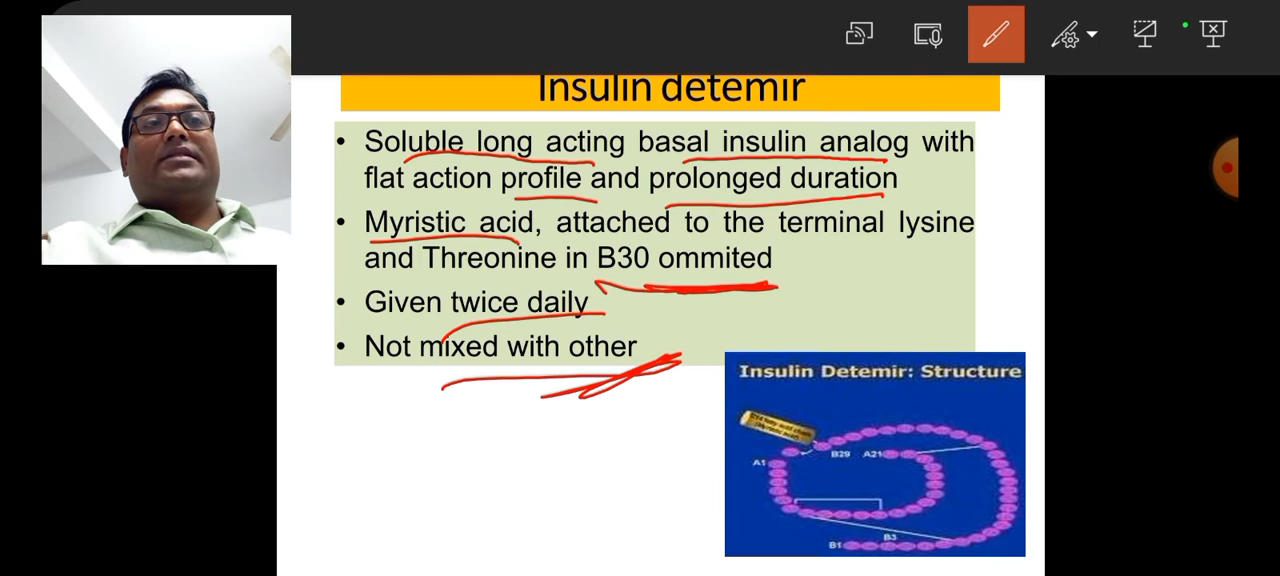 Insulin detemir
• Soluble long acting basal insulin analog with
flat action profile and prolonged duration
• Myristic acid, attached to the terminal lysine
and Threonine in B30 ommited
• Given twice daily
• Not mixed with other
Insulin Detemir: Structure
B29 A21
A1
B3
B1